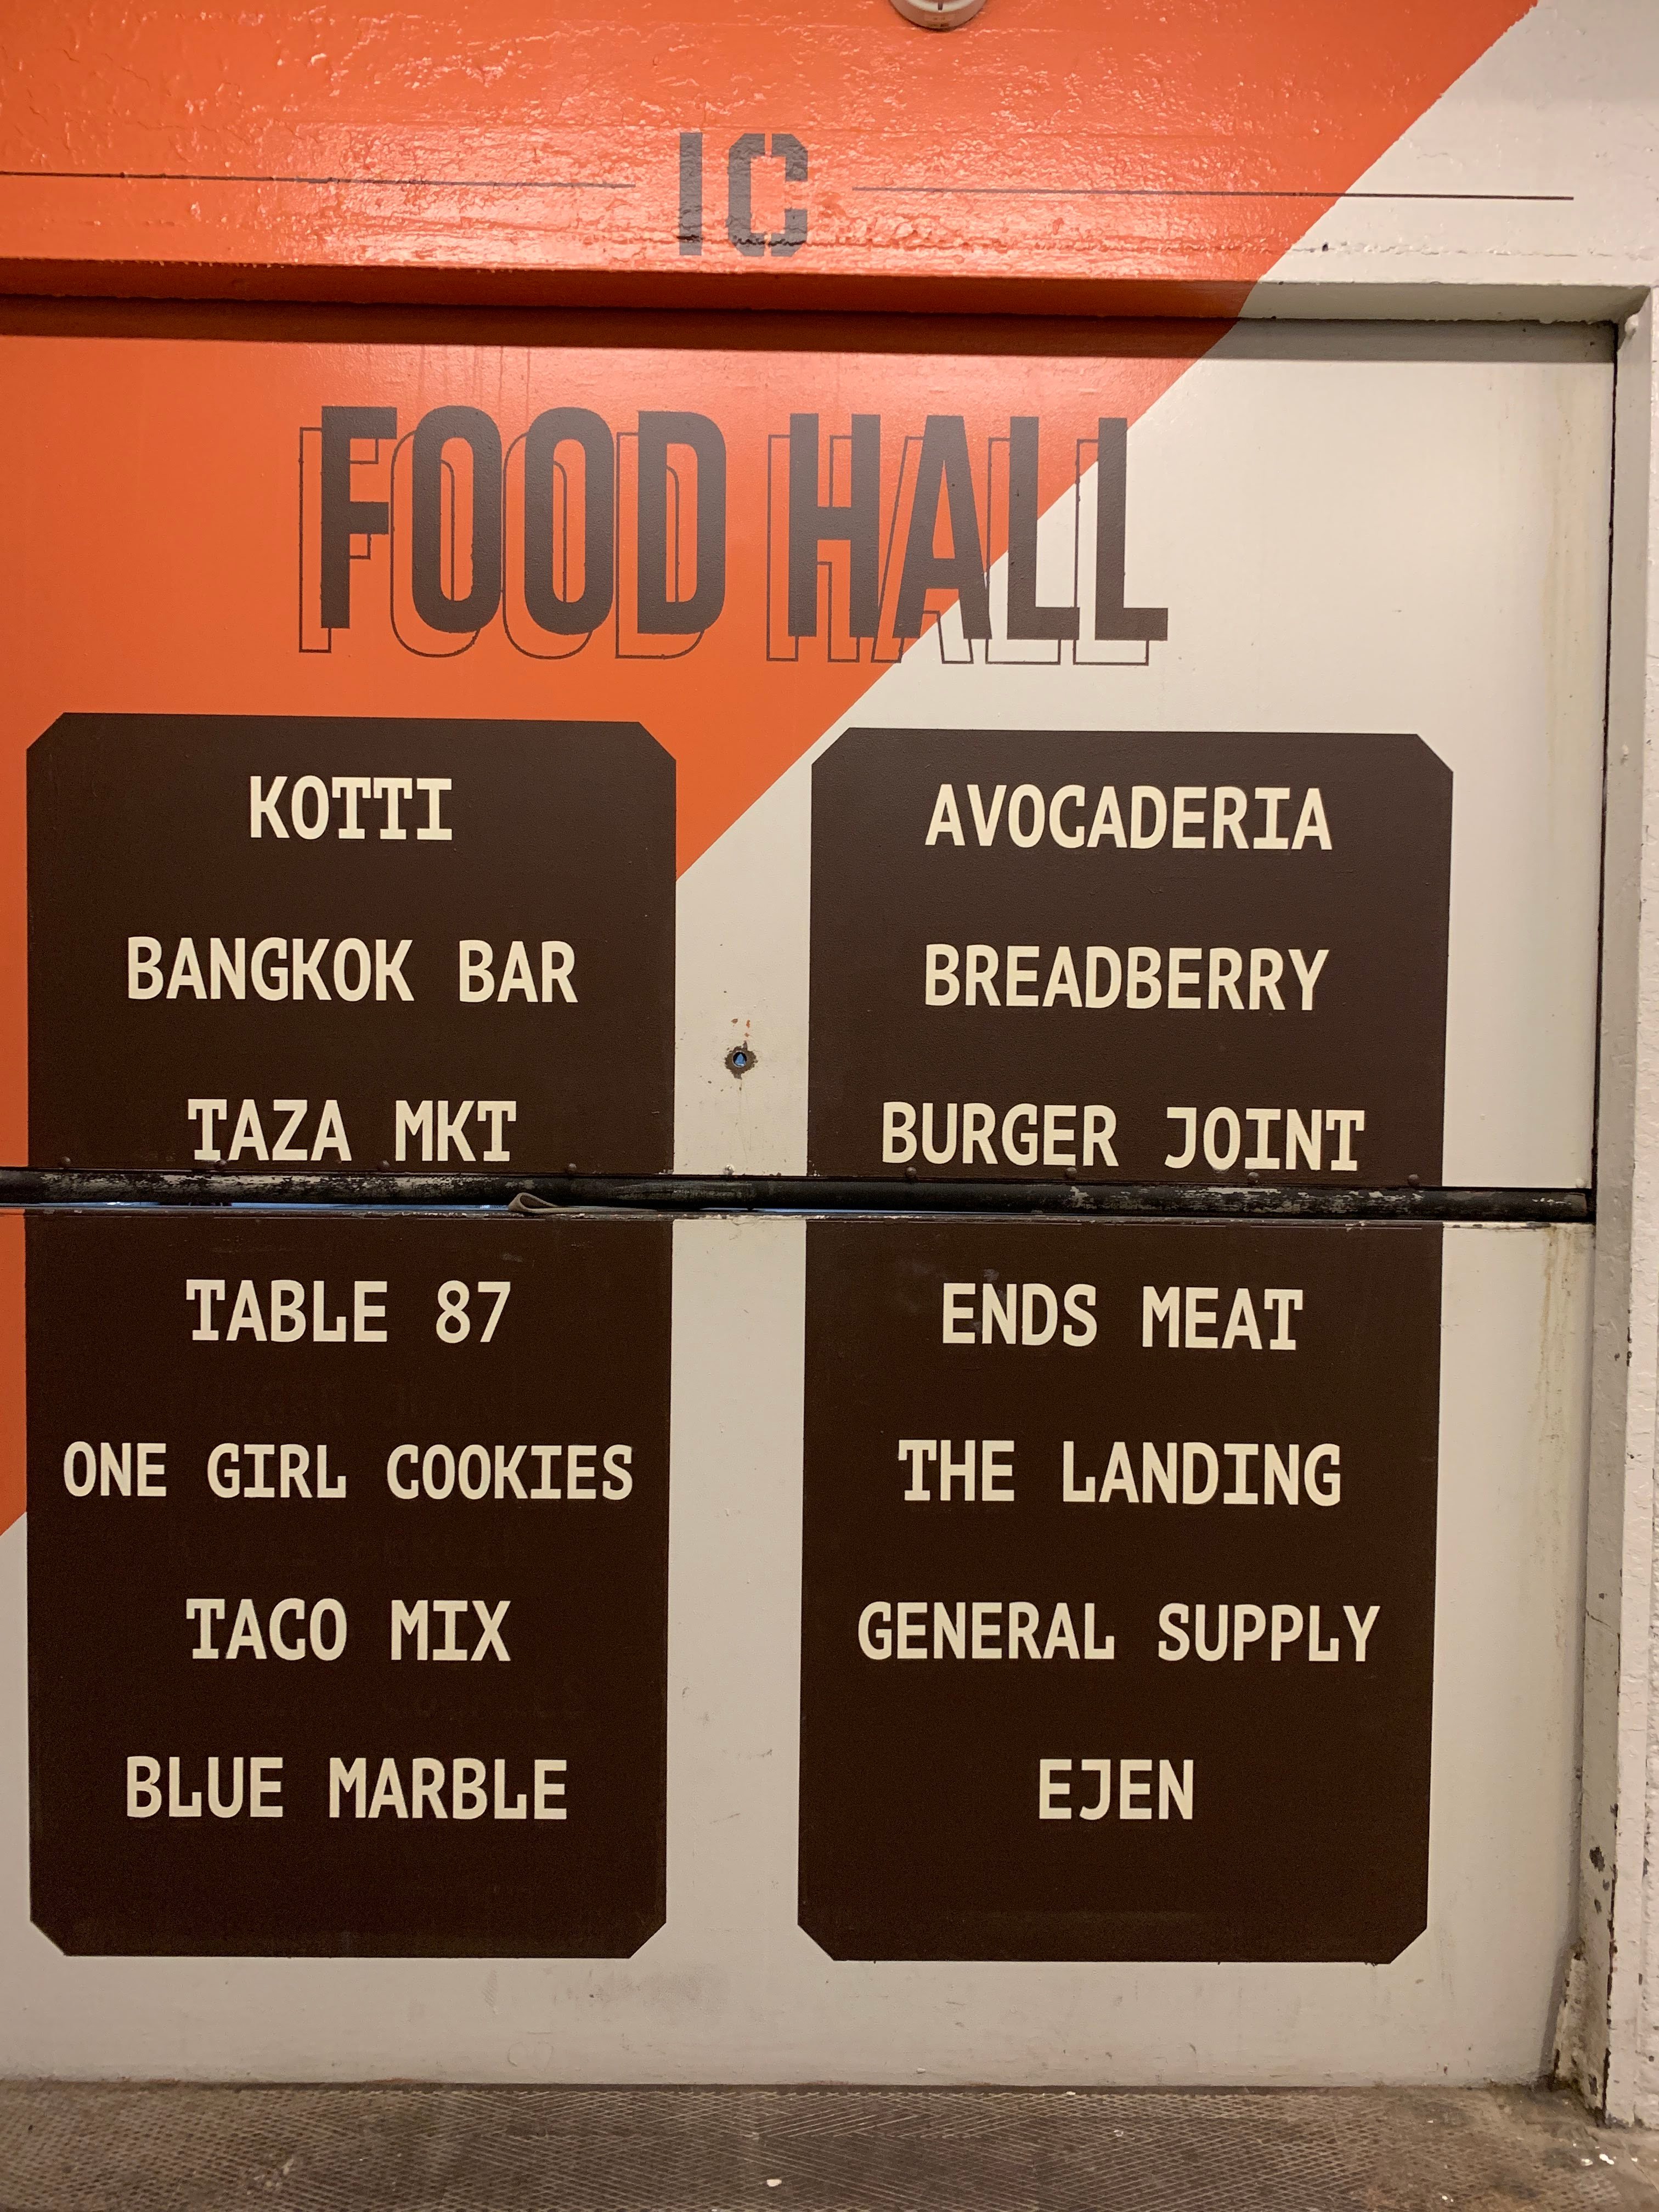 IC
FOOD HALL
KOTTI
BANGKOK BAR
TAZA MKT
TABLE 87
ONE GIRL COOKIES
TACO MIX
BLUE MARBLE
AVOCADERIA
BREADBERRY
BURGER JOINT
ENDS MEAT
THE LANDING
GENERAL SUPPLY
EJEN